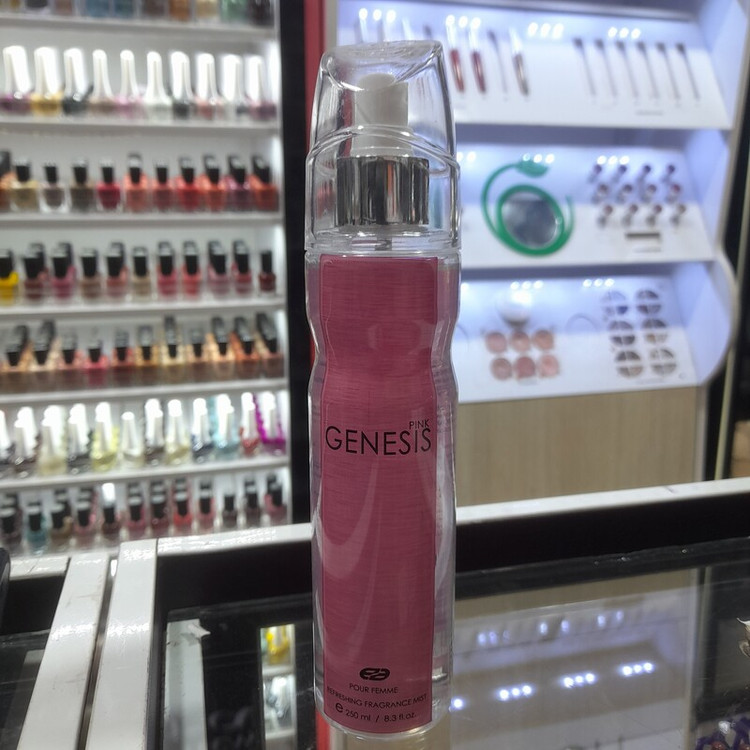 PINK
GENESIS
POUR FEMME
REFRESHING FRAGRANCE MIST
e 250 ml / 8.3 fl.oz.